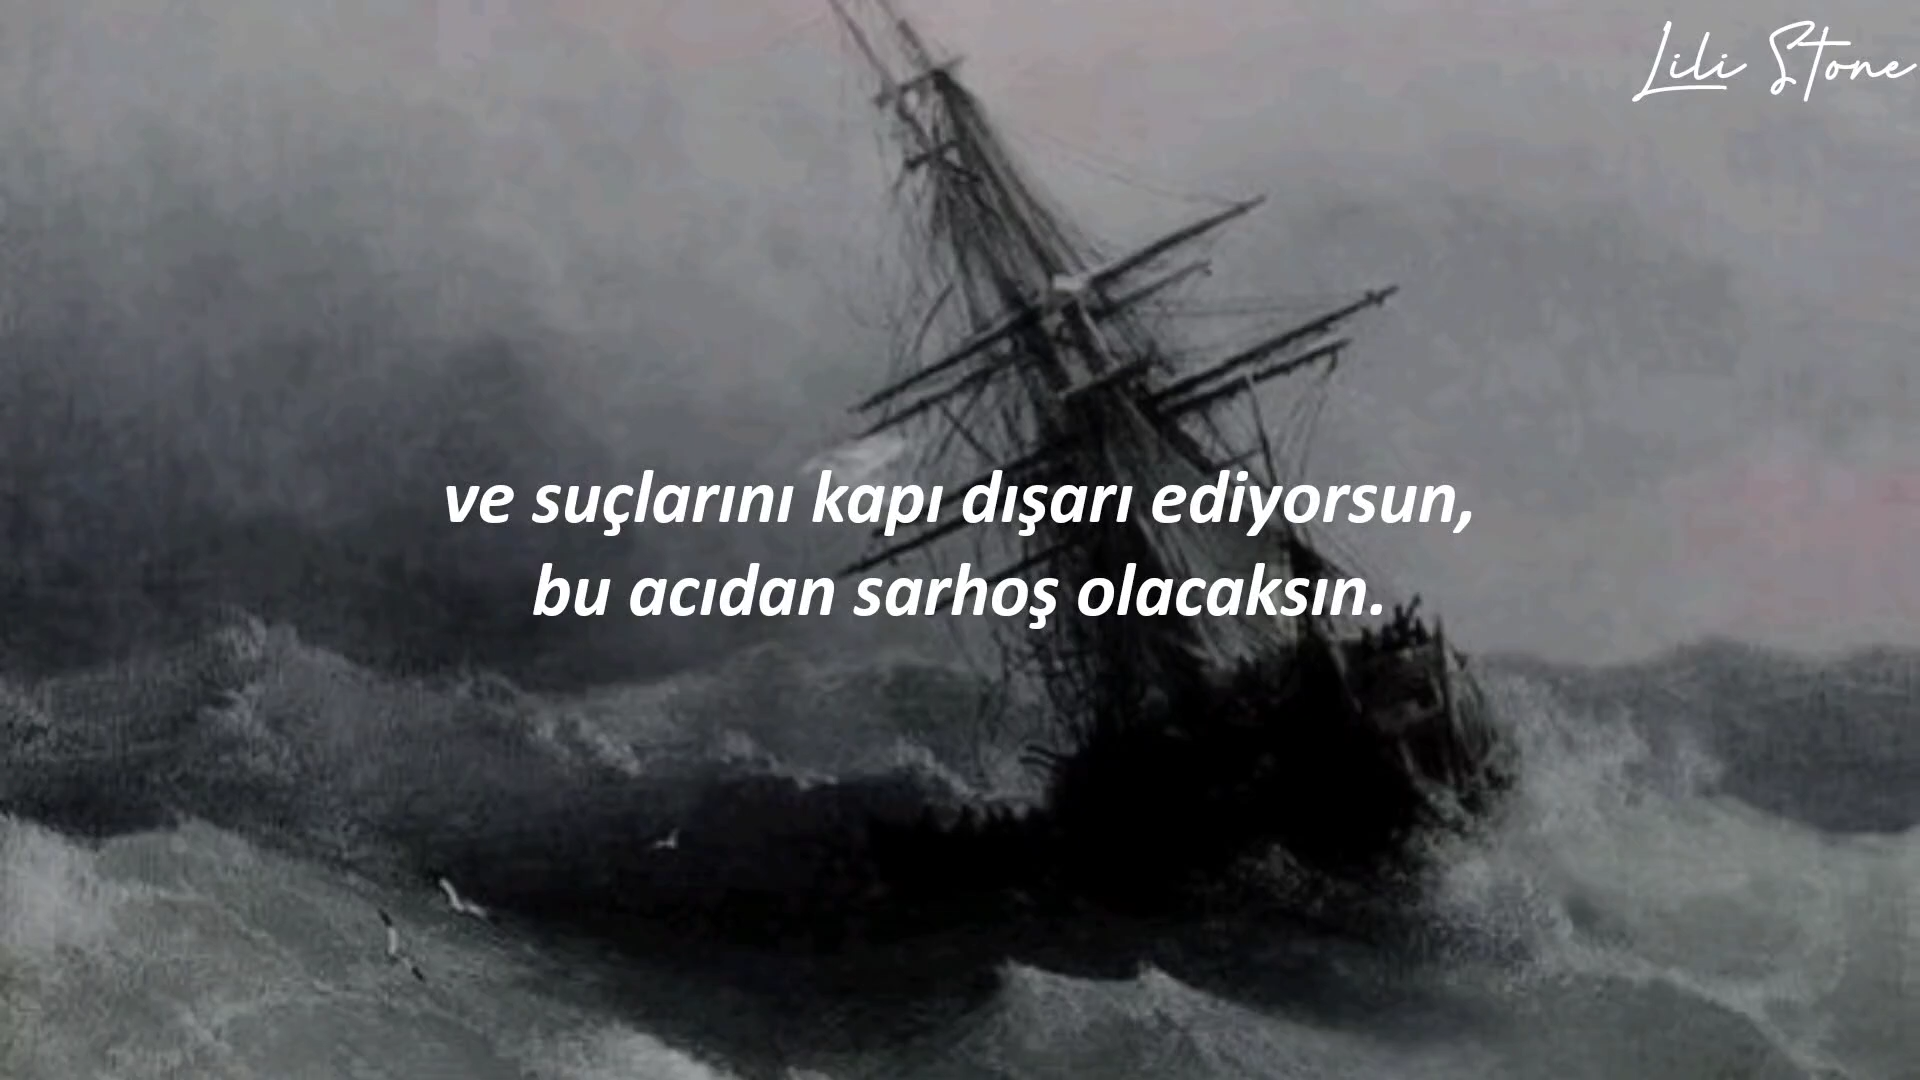 Lili Stone
ve suçlarını kapı dışarı ediyorsun,
bu acıdan sarhoş olacaksın.